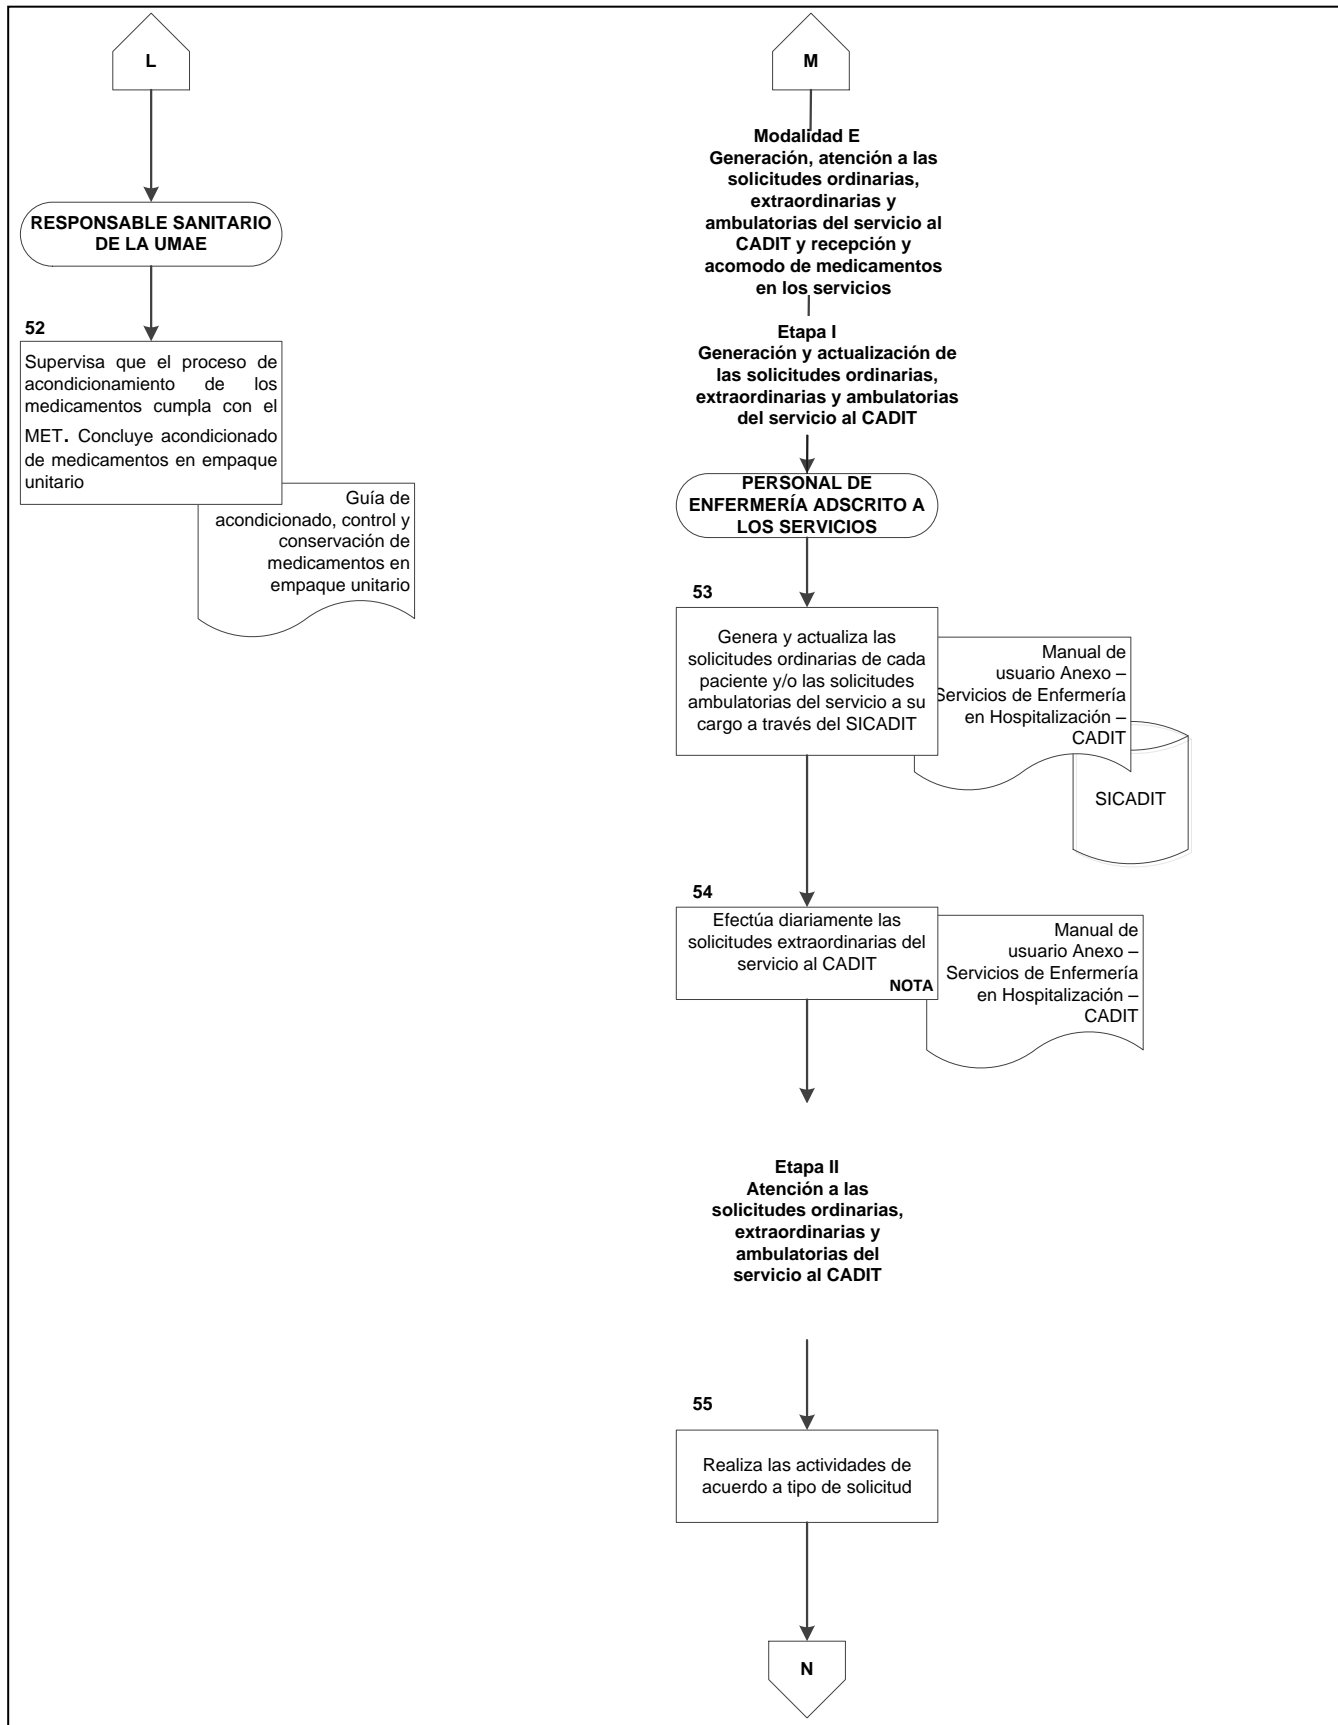 L
RESPONSABLE SANITARIO
DE LA UMAE
52
Supervisa que el proceso de
acondicionamiento de los
medicamentos cumpla con el
MET. Concluye acondicionado
de medicamentos en empaque
unitario
Guía de
acondicionado, control y
conservación de
medicamentos en
empaque unitario
M
Modalidad E
Generación, atención a las
solicitudes ordinarias,
extraordinarias y
ambulatorias del servicio al
CADIT y recepción y
acomodo de medicamentos
en los servicios
Etapa I
Generación y actualización de
las solicitudes ordinarias,
extraordinarias y ambulatorias
del servicio al CADIT
PERSONAL DE
ENFERMERÍA ADSCRITO A
LOS SERVICIOS
53
Genera y actualiza las
solicitudes ordinarias de cada
paciente y/o las solicitudes
ambulatorias del servicio a su
cargo a través del SICADIT
Manual de
usuario Anexo –
Servicios de Enfermería
en Hospitalización –
CADIT
SICADIT
54
Efectúa diariamente las
solicitudes extraordinarias del
servicio al CADIT
NOTA
Manual de
usuario Anexo –
Servicios de Enfermería
en Hospitalización –
CADIT
Etapa II
Atención a las
solicitudes ordinarias,
extraordinarias y
ambulatorias del
servicio al CADIT
55
Realiza las actividades de
acuerdo a tipo de solicitud
N